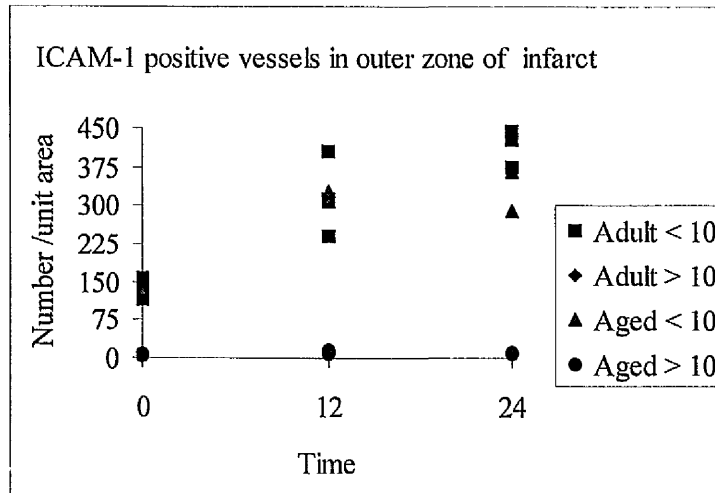 ICAM-1 positive vessels in outer zone of infarct
Number /unit area
450
375
300
225
150
75
0
0 12 24
Time
Adult < 10
Adult > 10
Aged < 10
Aged > 10